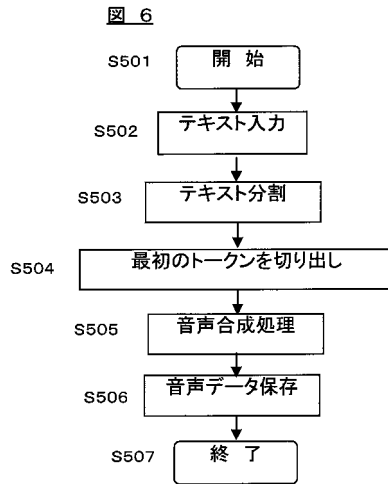 図 6
S501 開 始
S502 テキスト入力
S503 テキスト分割
S504 最初のトークンを切り出し
S505 音声合成処理
S506 音声データ保存
S507 終 了